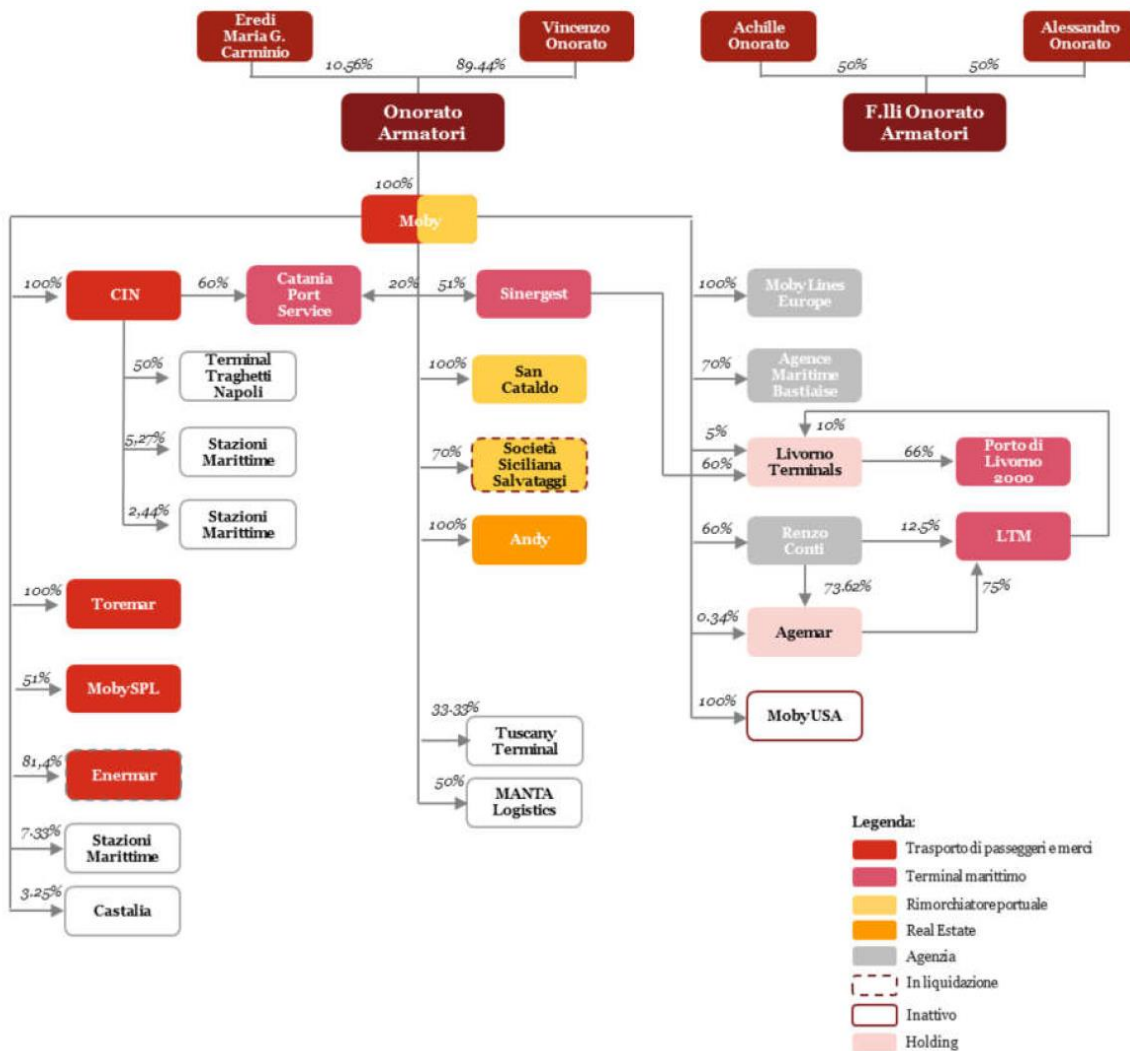 Eredi
Maria G.
Carminio
Vincenzo
Onorato
Achille
Onorato
Alessandro
Onorato
10.56%
89.44%
50%
50%
Onorato
Armatori
F.lli Onorato
Armatori
100%
Moby
100%
CIN
60%
Catania
Port
Service
20%
51%
Sinergest
100%
Moby Lines
Europe
50%
Terminal
Traghetti
Napoli
100%
San
Cataldo
70%
Agence
Maritime
Bastiaise
5,27%
Stazioni
Marittime
70%
Società
Siciliana
Salvataggi
5%
60%
10%
Livorno
Terminals
66%
Porto di
Livorno
2000
2,44%
Stazioni
Marittime
100%
Andy
60%
Renzo
Conti
12.5%
LTM
73.62%
75%
100%
Toremar
0.34%
Agemar
51%
MobySPL
100%
MobyUSA
33.33%
Tuscany
Terminal
81,4%
Enermar
50%
MANTA
Logistics
7.33%
Stazioni
Marittime
3.25%
Castalia
Legenda:
Trasporto di passeggeri e merci
Terminal marittimo
Rimorchiatore portuale
Real Estate
Agenzia
In liquidazione
Inattivo
Holding